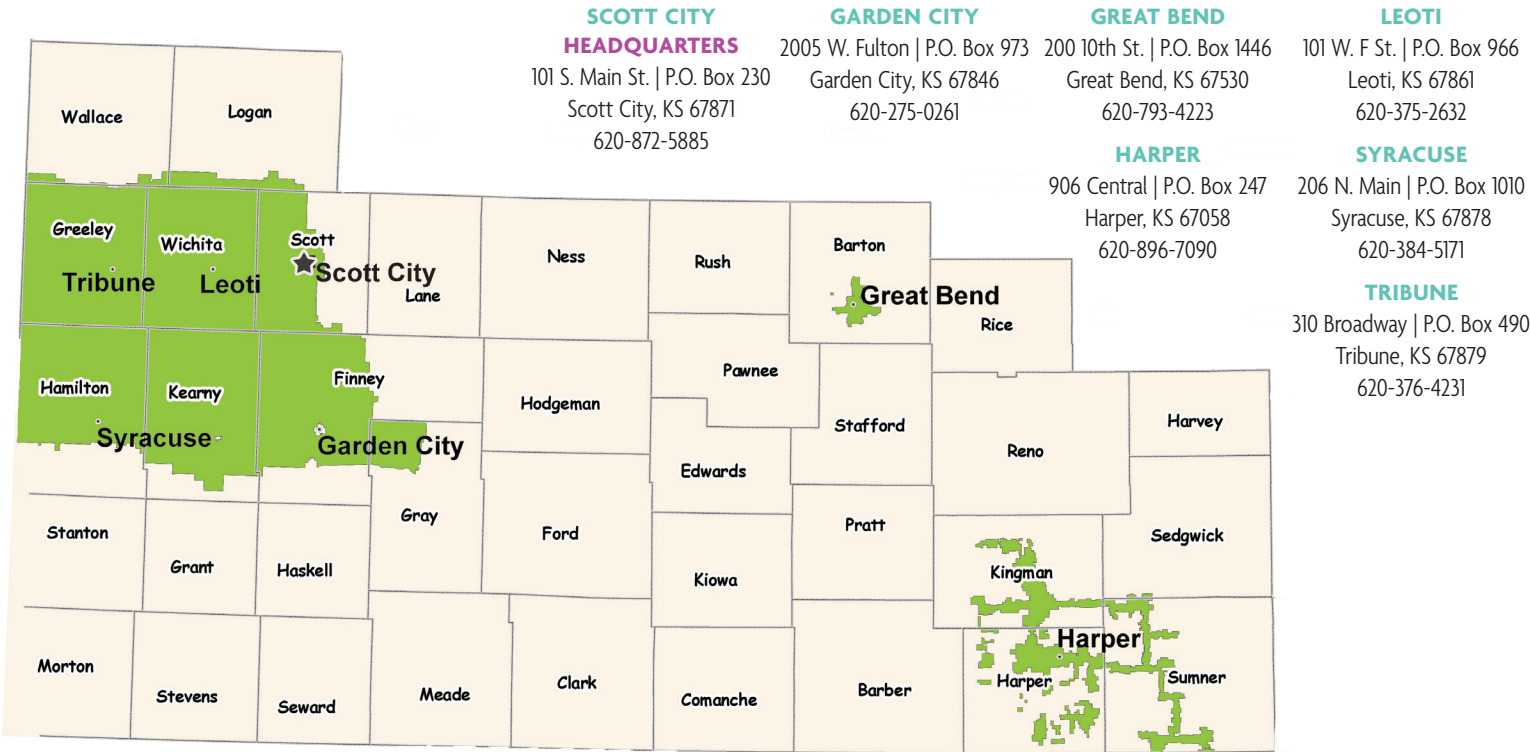 SCOTT CITY
HEADQUARTERS
101 S. Main St. | P.O. Box 230
Scott City, KS 67871
620-872-5885
GARDEN CITY
2005 W. Fulton | P.O. Box 973
Garden City, KS 67846
620-275-0261
GREAT BEND
200 10th St. | P.O. Box 1446
Great Bend, KS 67530
620-793-4223
HARPER
906 Central | P.O. Box 247
Harper, KS 67058
620-896-7090
LEOTI
101 W. F St. | P.O. Box 966
Leoti, KS 67861
620-375-2632
SYRACUSE
206 N. Main | P.O. Box 1010
Syracuse, KS 67878
620-384-5171
TRIBUNE
310 Broadway | P.O. Box 490
Tribune, KS 67879
620-376-4231
Wallace
Logan
Greeley
Wichita
Scott
Tribune
Leoti
Scott City
Lane
Ness
Rush
Barton
Great Bend
Rice
Hamilton
Kearny
Finney
Hodgeman
Pawnee
Stafford
Reno
Harvey
Syracuse
Garden City
Edwards
Stanton
Grant
Haskell
Gray
Ford
Kiowa
Pratt
Kingman
Sedgwick
Harper
Morton
Stevens
Seward
Meade
Clark
Comanche
Barber
Harper
Sumner